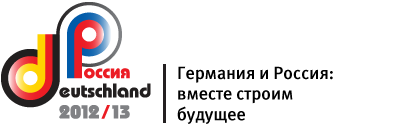 Россия
Deutschland
2012/13
Германия и Россия:
вместе строим
будущее